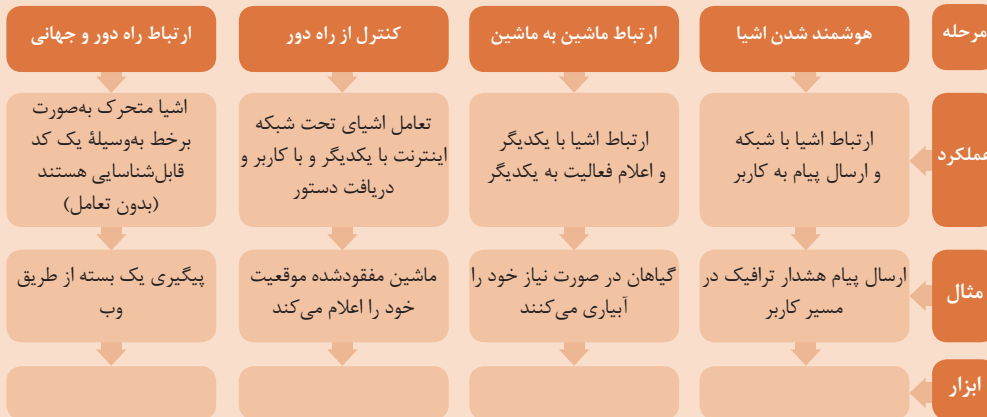 مرحله
هوشمند شدن اشیا
ارتباط ماشین به ماشین
کنترل از راه دور
ارتباط راه دور و جهانی
عملکرد
ارتباط اشیا با شبکه
و ارسال پیام به کاربر
ارتباط اشیا با یکدیگر
و اعلام فعالیت به یکدیگر
تعامل اشیای تحت شبکه
اینترنت با یکدیگر و با کاربر و
دریافت دستور
اشیا متحرک به‌صورت
برخط به‌وسیلهٔ یک کد
قابل‌شناسایی هستند
(بدون تعامل)
مثال
ارسال پیام هشدار ترافیک در
مسیر کاربر
گیاهان در صورت نیاز خود را
آبیاری می‌کنند
ماشین مفقودشده موقعیت
خود را اعلام می‌کند
پیگیری یک بسته از طریق
وب
ابزار